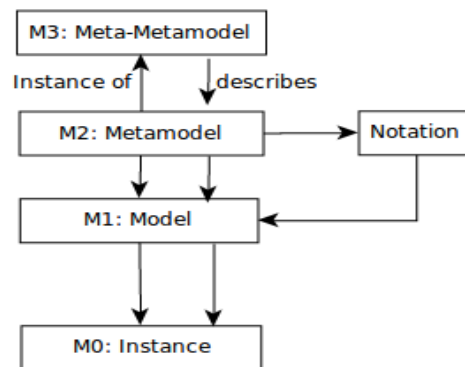 M3: Meta-Metamodel
Instance of
describes
M2: Metamodel
Notation
M1: Model
M0: Instance